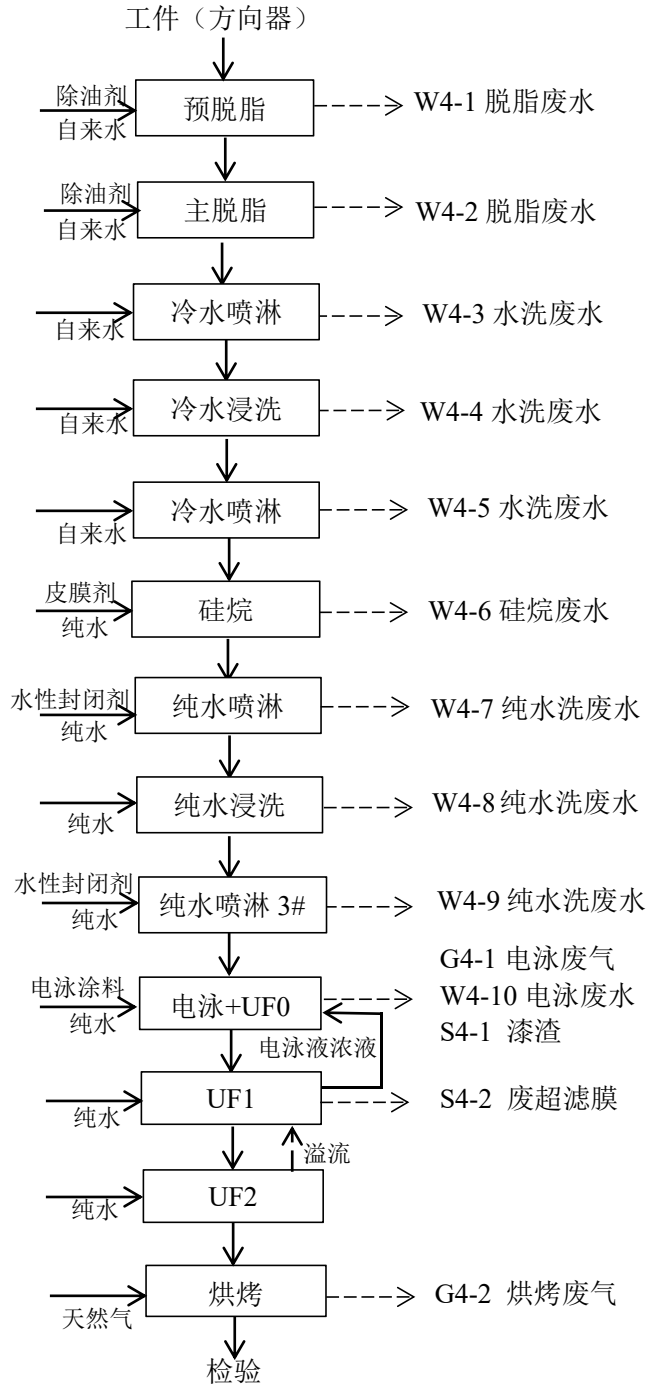 工件（方向器）
除油剂
自来水
预脱脂
W4-1 脱脂废水
除油剂
自来水
主脱脂
W4-2 脱脂废水
自来水
冷水喷淋
W4-3 水洗废水
自来水
冷水浸洗
W4-4 水洗废水
自来水
冷水喷淋
W4-5 水洗废水
皮膜剂
纯水
硅烷
W4-6 硅烷废水
水性封闭剂
纯水
纯水喷淋
W4-7 纯水洗废水
纯水
纯水浸洗
W4-8 纯水洗废水
水性封闭剂
纯水
纯水喷淋 3#
W4-9 纯水洗废水
电泳涂料
纯水
电泳+UF0
G4-1 电泳废气
W4-10 电泳废水
S4-1 漆渣
电泳液浓液
纯水
UF1
S4-2 废超滤膜
溢流
纯水
UF2
天然气
烘烤
G4-2 烘烤废气
检验